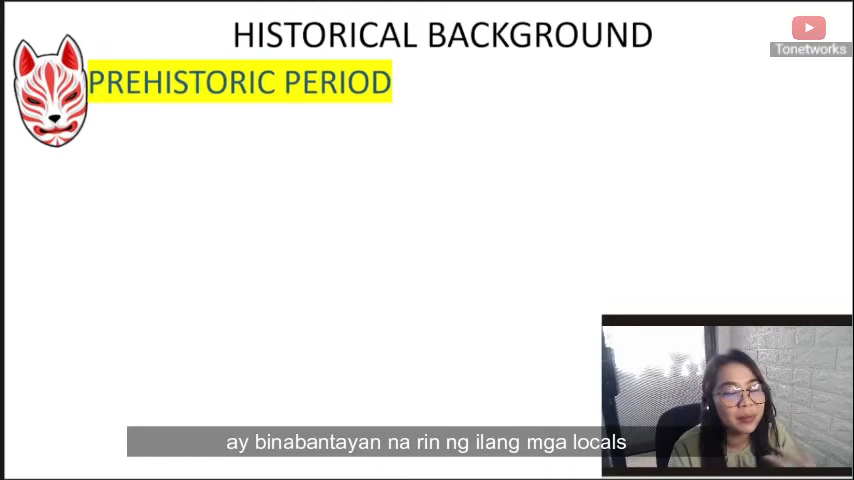 HISTORICAL BACKGROUND
Tonetworks
PREHISTORIC PERIOD
ay binabantayan na rin ng ilang mga locals